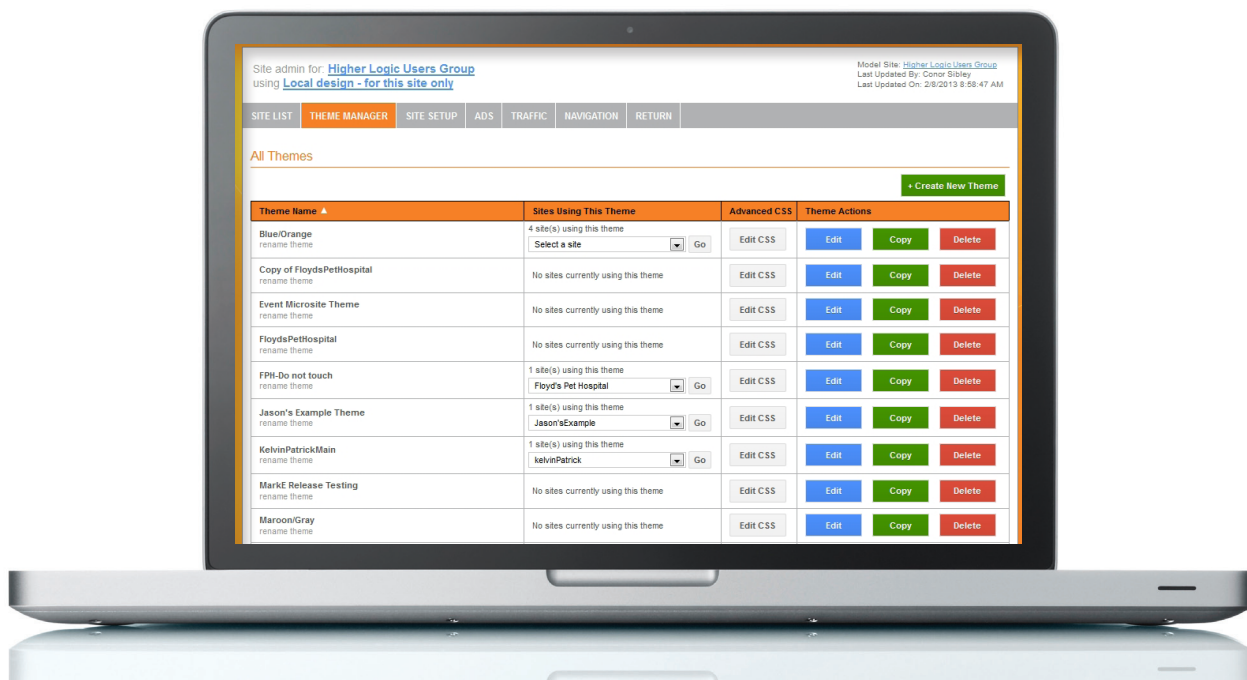 Site admin for: Higher Logic Users Group
using Local design - for this site only
Model Site: Higher Logic Users Group
Last Updated By: Conor Sibley
Last Updated On: 2/8/2013 8:58:47 AM
SITE LIST THEME MANAGER SITE SETUP ADS TRAFFIC NAVIGATION RETURN
All Themes
+ Create New Theme
Theme Name Sites Using This Theme Advanced CSS Theme Actions
Blue/Orange
rename theme
4 site(s) using this theme
Select a site Go
Edit CSS Edit Copy Delete
Copy of FloydsPetHospital
rename theme
No sites currently using this theme
Edit CSS Edit Copy Delete
Event Microsite Theme
rename theme
No sites currently using this theme
Edit CSS Edit Copy Delete
FloydsPetHospital
rename theme
No sites currently using this theme
Edit CSS Edit Copy Delete
FPH-Do not touch
rename theme
1 site(s) using this theme
Floyd's Pet Hospital Go
Edit CSS Edit Copy Delete
Jason's Example Theme
rename theme
1 site(s) using this theme
Jason'sExample Go
Edit CSS Edit Copy Delete
KelvinPatrickMain
rename theme
1 site(s) using this theme
kelvinPatrick Go
Edit CSS Edit Copy Delete
MarkE Release Testing
rename theme
No sites currently using this theme
Edit CSS Edit Copy Delete
Maroon/Gray
rename theme
No sites currently using this theme
Edit CSS Edit Copy Delete